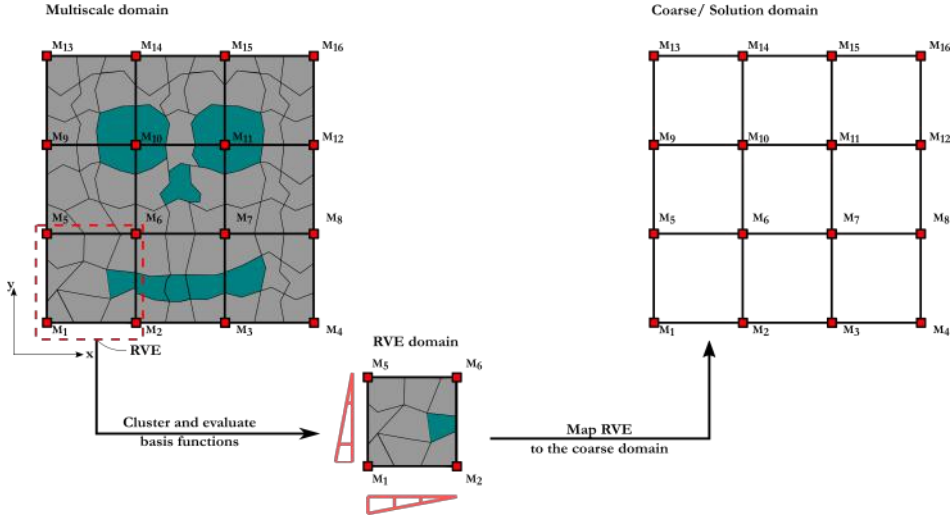 Multiscale domain
Coarse/ Solution domain
M13 M14 M15 M16
M13 M14 M15 M16
M9 M10 M11 M12
M9 M10 M11 M12
M5 M6 M7 M8
M5 M6 M7 M8
y
M1 M2 M3 M4
M1 M2 M3 M4
x
RVE
RVE domain
M5 M6
Cluster and evaluate
basis functions
Map RVE
to the coarse domain
M1 M2